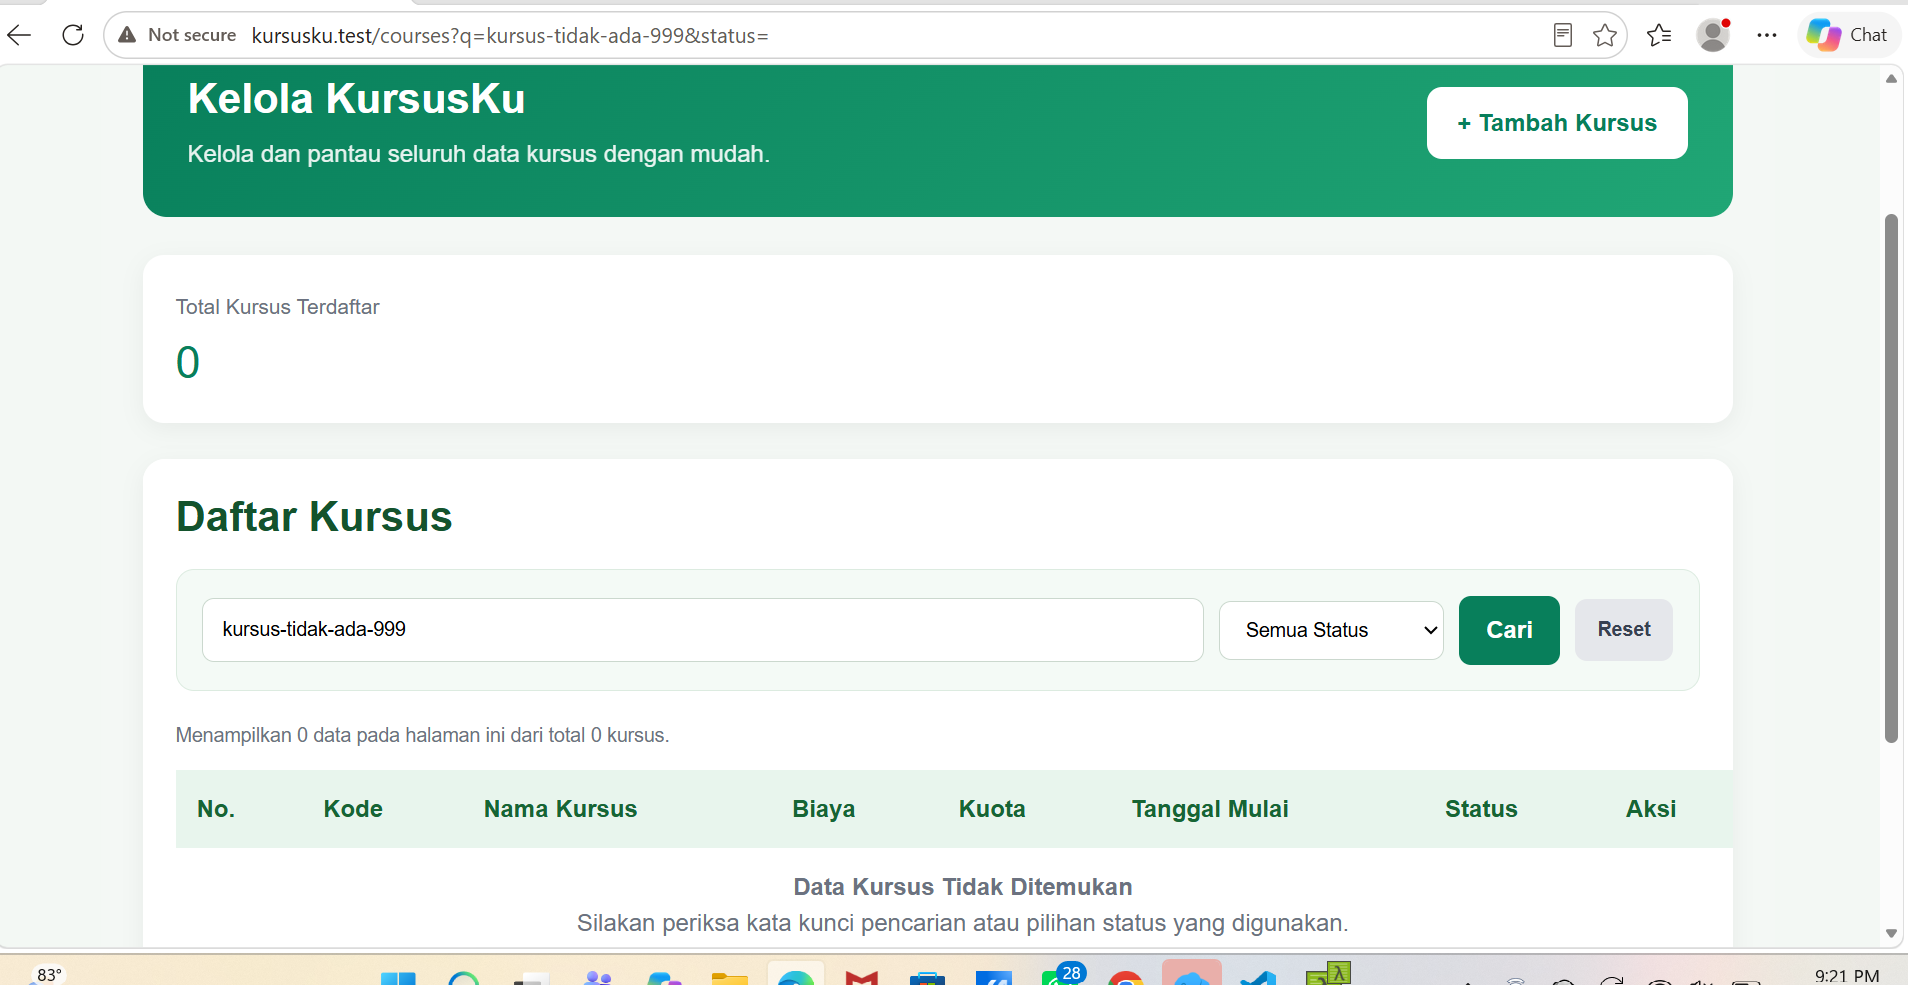 Not secure kursusku.test/courses?q=kursus-tidak-ada-999&status=
Chat
Kelola KursusKu
Kelola dan pantau seluruh data kursus dengan mudah.
+ Tambah Kursus
Total Kursus Terdaftar
0
Daftar Kursus
kursus-tidak-ada-999
Semua Status
Cari
Reset
Menampilkan 0 data pada halaman ini dari total 0 kursus.
No. Kode Nama Kursus Biaya Kuota Tanggal Mulai Status Aksi
Data Kursus Tidak Ditemukan
Silakan periksa kata kunci pencarian atau pilihan status yang digunakan.
83°
28
λ
9:21 PM